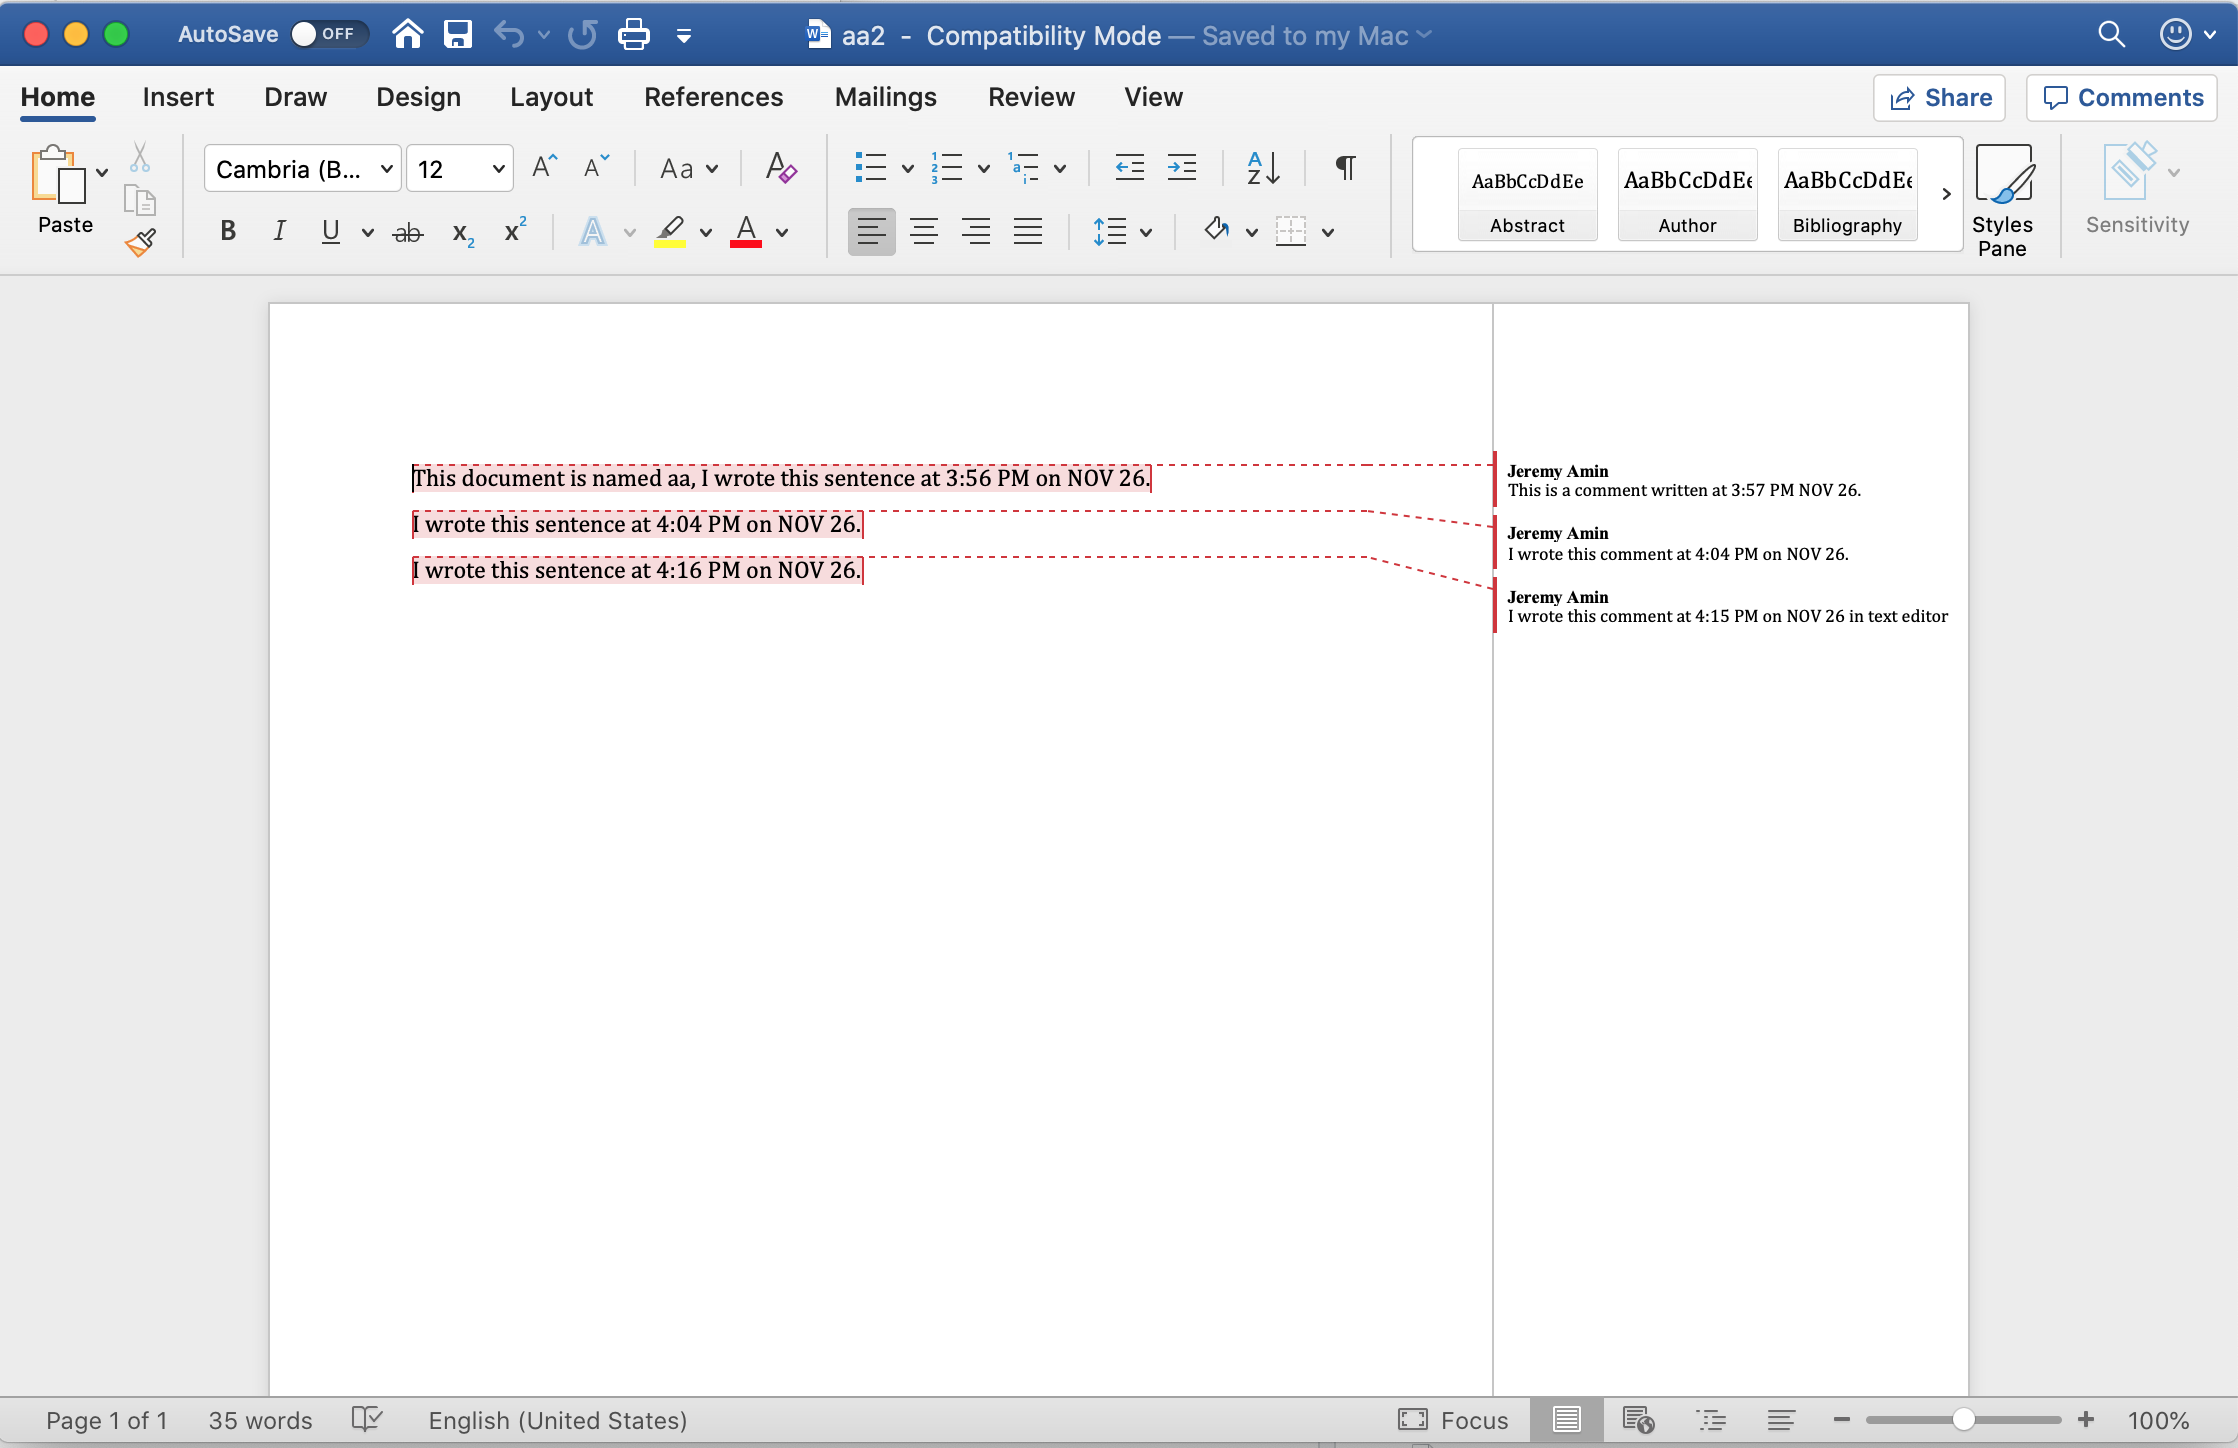 AutoSave OFF aa2 - Compatibility Mode — Saved to my Mac
Home Insert Draw Design Layout References Mailings Review View Share Comments
Paste Cambria (B... 12 A A Aa A AaBbCcDdEe AaBbCcDdEe AaBbCcDdEe
Abstract Author Bibliography Styles Pane Sensitivity
B I U ab x2 x2 A A
This document is named aa, I wrote this sentence at 3:56 PM on NOV 26.
I wrote this sentence at 4:04 PM on NOV 26.
I wrote this sentence at 4:16 PM on NOV 26.
Jeremy Amin
This is a comment written at 3:57 PM NOV 26.
Jeremy Amin
I wrote this comment at 4:04 PM on NOV 26.
Jeremy Amin
I wrote this comment at 4:15 PM on NOV 26 in text editor
Page 1 of 1 35 words English (United States) Focus 100%